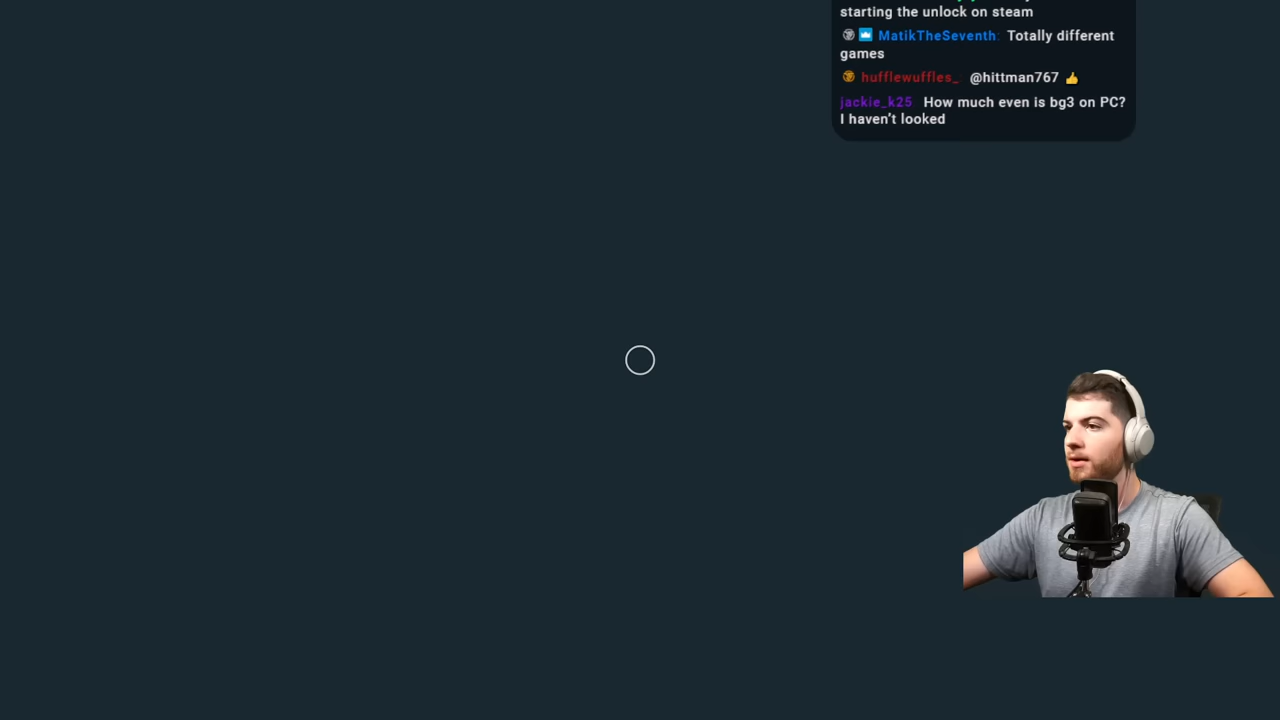 starting the unlock on steam
MatikTheSeventh: Totally different
games
hufflewuffles_: @hittman767 👍
jackie_k25: How much even is bg3 on PC?
I haven't looked